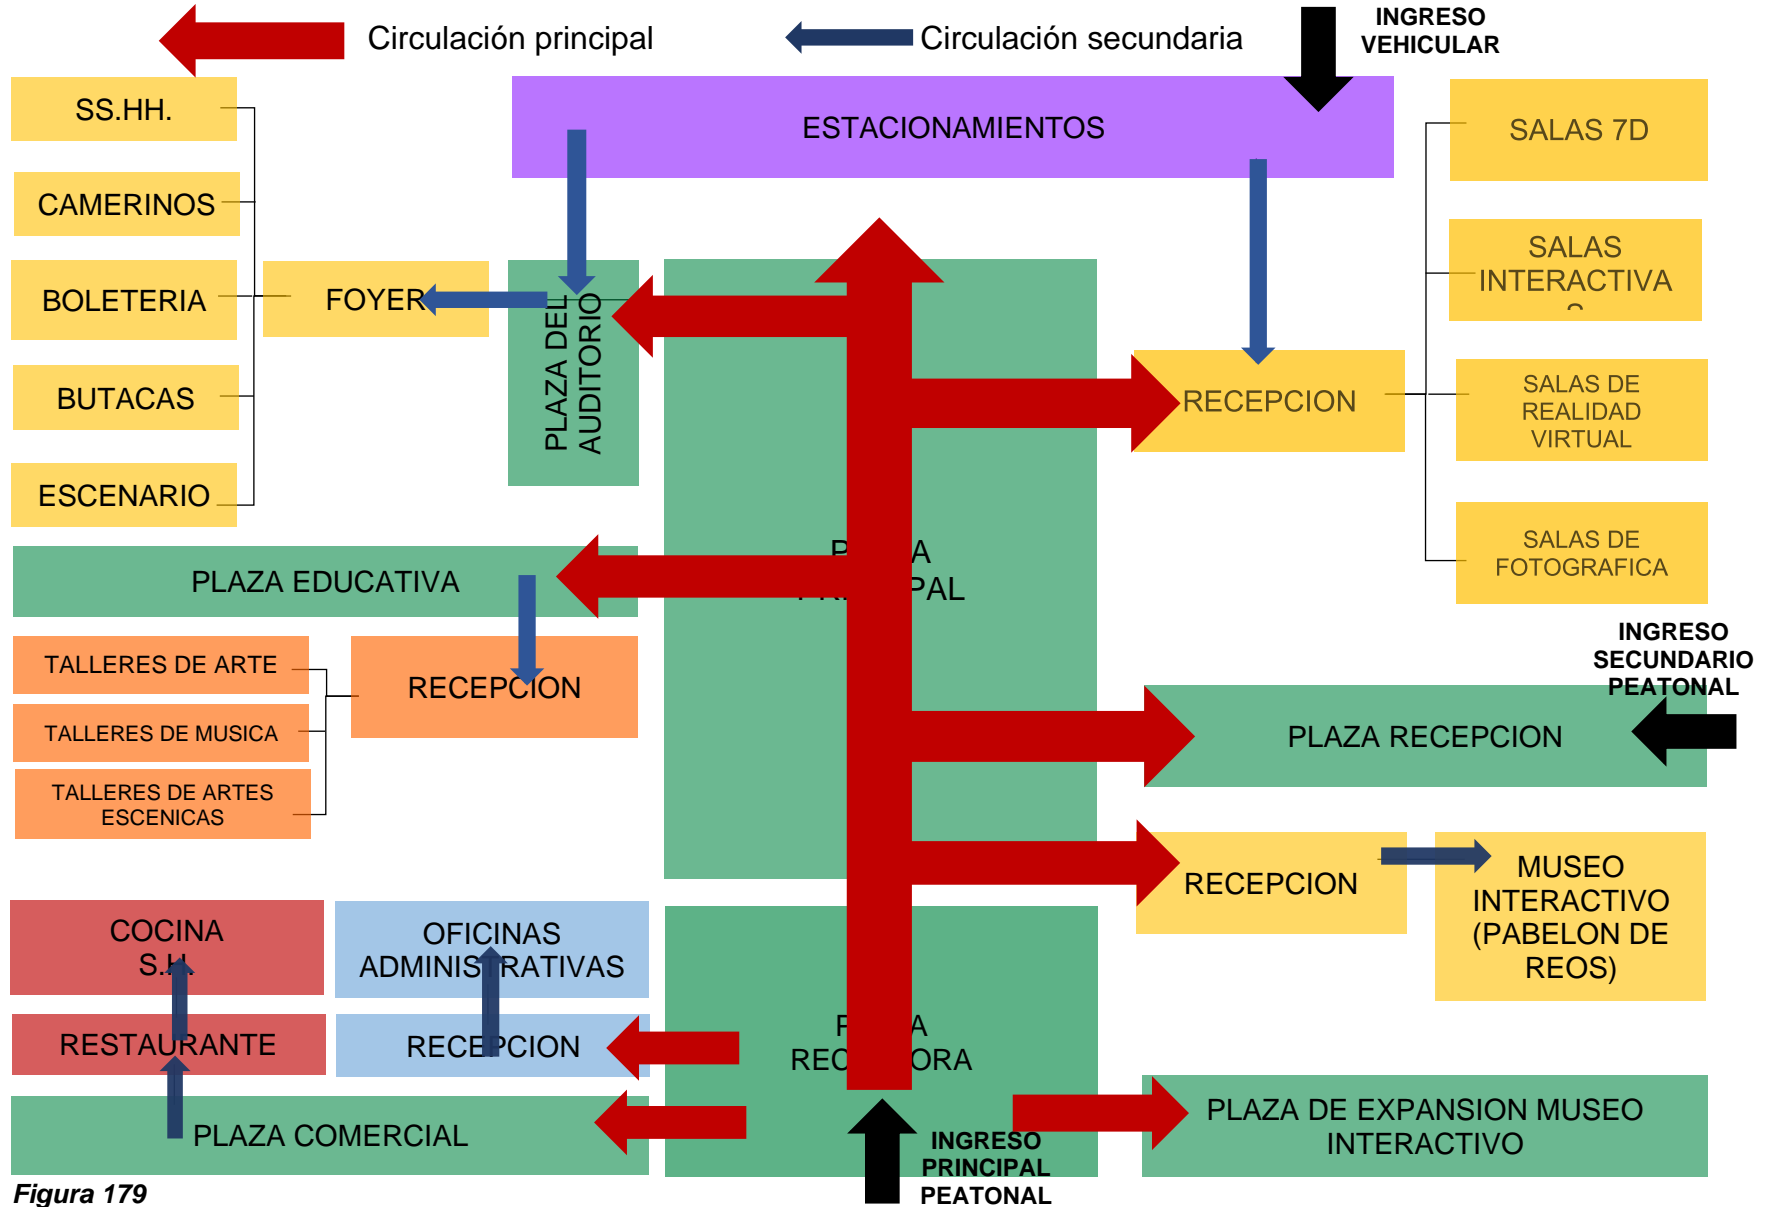 Circulación principal
Circulación secundaria
INGRESO
VEHICULAR
SS.HH.
CAMERINOS
BOLETERIA
BUTACAS
ESCENARIO
FOYER
PLAZA DEL
AUDITORIO
ESTACIONAMIENTOS
RECEPCION
SALAS 7D
SALAS
INTERACTIVA
SALAS DE
REALIDAD
VIRTUAL
SALAS DE
FOTOGRAFICA
PLAZA EDUCATIVA
TALLERES DE ARTE
TALLERES DE MUSICA
TALLERES DE ARTES
ESCENICAS
RECEPCION
INGRESO
SECUNDARIO
PEATONAL
PLAZA RECEPCION
RECEPCION
MUSEO
INTERACTIVO
(PABELON DE
REOS)
COCINA
S.H.
OFICINAS
ADMINISTRATIVAS
RESTAURANTE
RECEPCION
PLAZA COMERCIAL
PLAZA DE EXPANSION MUSEO
INTERACTIVO
INGRESO
PRINCIPAL
PEATONAL
Figura 179